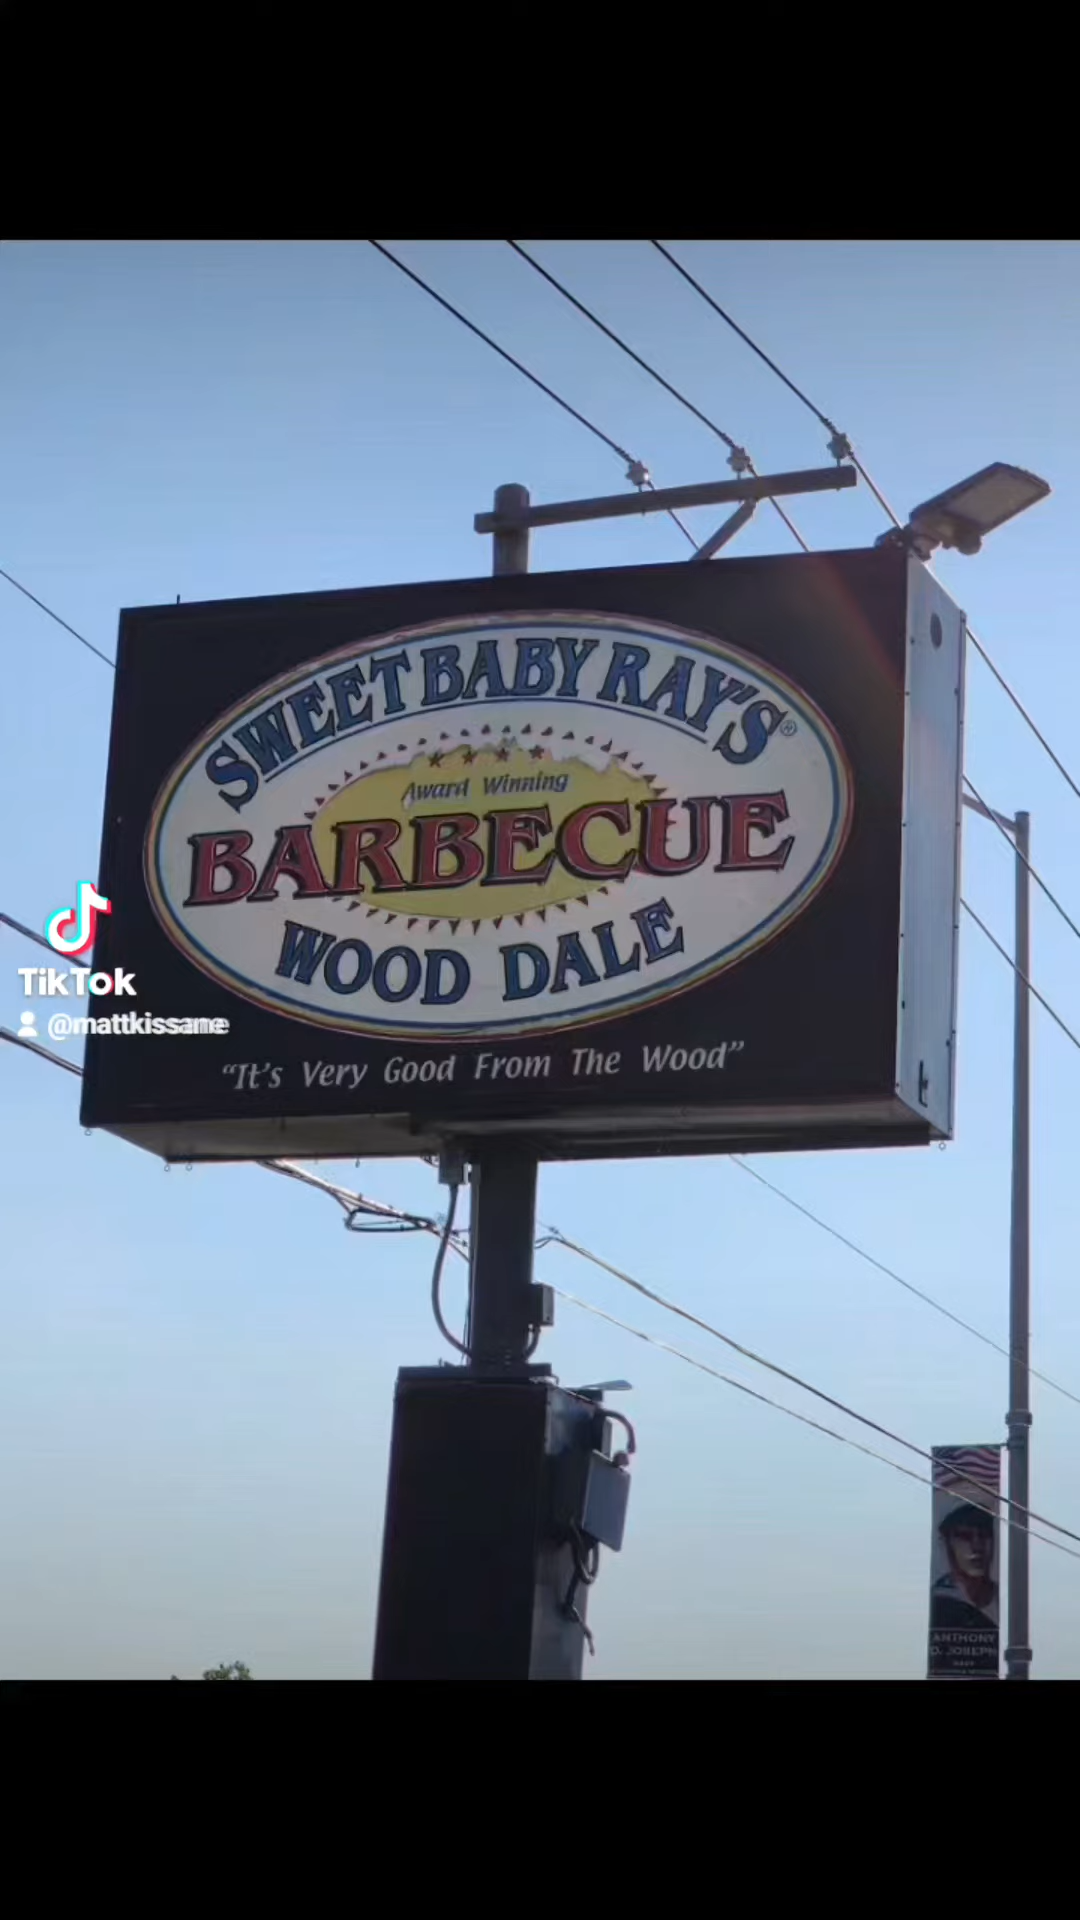 SWEET BABY RAY'S®
Award Winning
BARBECUE
WOOD DALE
"It's Very Good From The Wood"
TikTok
@mattkissane
ANTHONY
D. JOSEPH